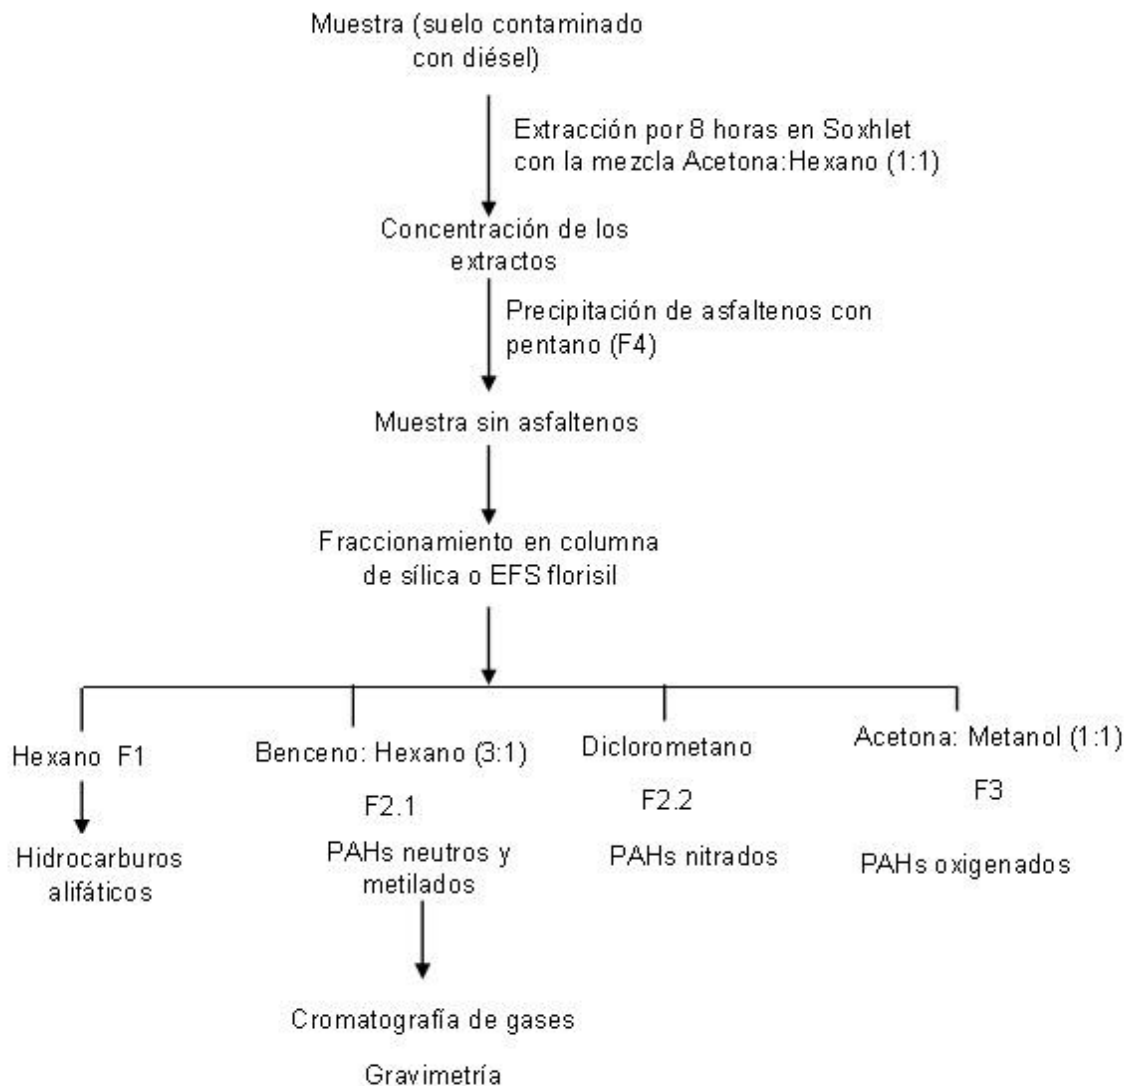 Muestra (suelo contaminado
con diésel)
Extracción por 8 horas en Soxhlet
con la mezcla Acetona:Hexano (1:1)
Concentración de los
extractos
Precipitación de asfaltenos con
pentano (F4)
Muestra sin asfaltenos
Fraccionamiento en columna
de sílica o EFS florisil
Hexano F1
Hidrocarburos
alifáticos
Benceno: Hexano (3:1)
F2.1
PAHs neutros y
metilados
Diclorometano
F2.2
PAHs nitrados
Acetona: Metanol (1:1)
F3
PAHs oxigenados
Cromatografía de gases
Gravimetría